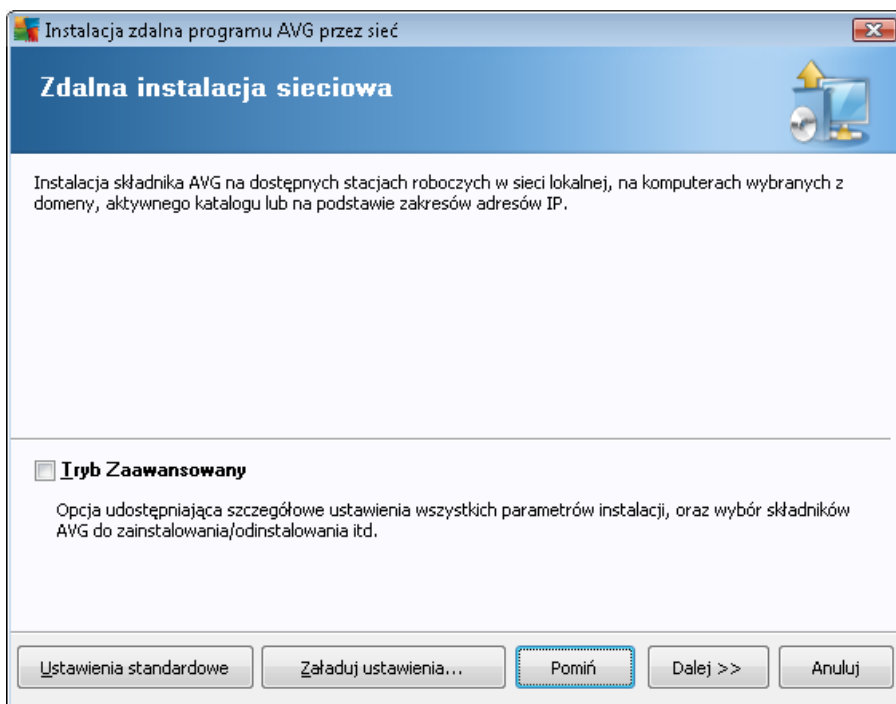 Instalacja zdalna programu AVG przez sieć
Zdalna instalacja sieciowa
Instalacja składnika AVG na dostępnych stacjach roboczych w sieci lokalnej, na komputerach wybranych z
domeny, aktywnego katalogu lub na podstawie zakresów adresów IP.
Tryb Zaawansowany
Opcja udostępniająca szczegółowe ustawienia wszystkich parametrów instalacji, oraz wybór składników
AVG do zainstalowania/odinstalowania itd.
Ustawienia standardowe Załaduj ustawienia... Pomiń Dalej >> Anuluj